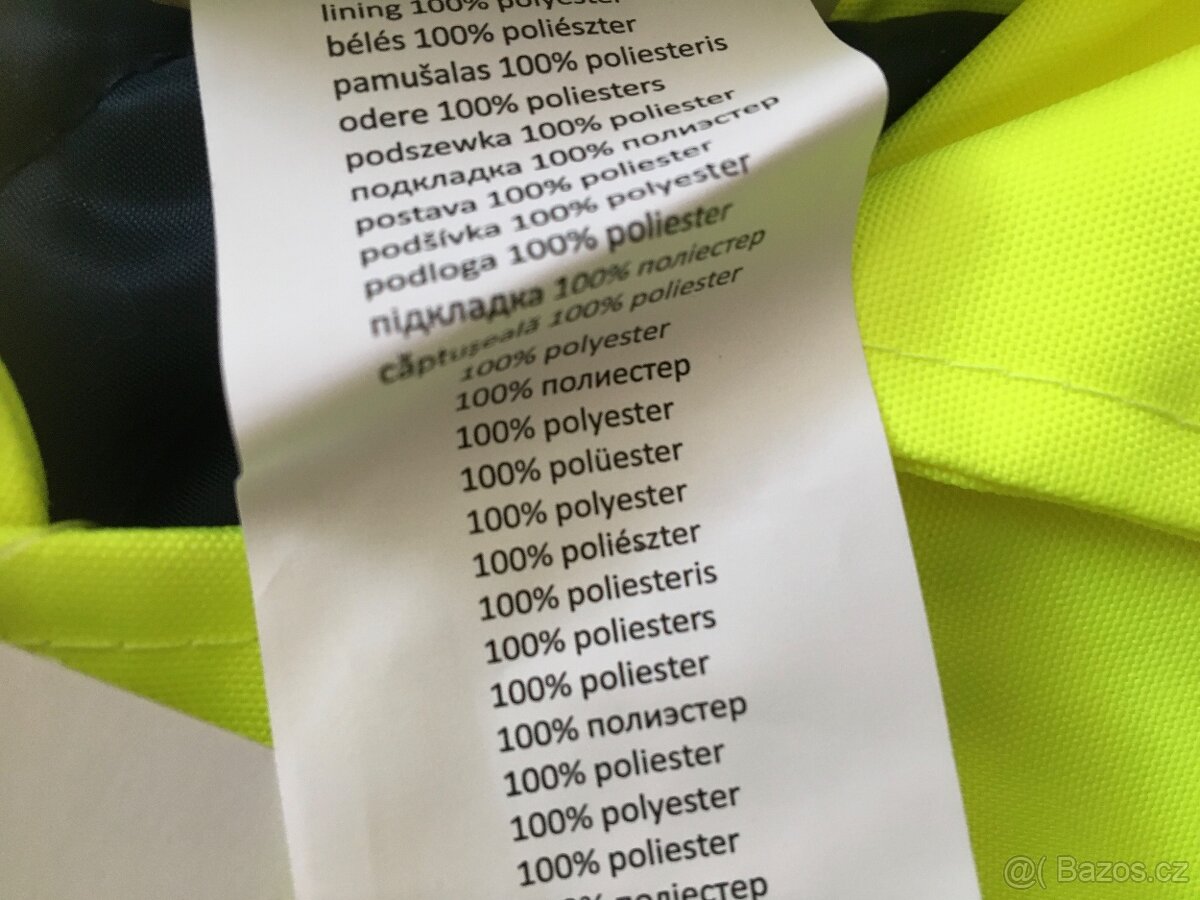 lining 100% polyester
bélés 100% poliészter
pamušalas 100% poliesteris
odere 100% poliesters
podszewka 100% poliester
подкладка 100% полиэстер
postava 100% poliester
podšívka 100% polyester
podloga 100% poliester
підкладка 100% поліестер
căptușeală 100% poliester
100% polyester
100% полиестер
100% polyester
100% polüester
100% polyester
100% poliészter
100% poliesteris
100% poliesters
100% poliester
100% полиэстер
100% poliester
100% polyester
100% poliester
поліестер
@( Bazos.cz